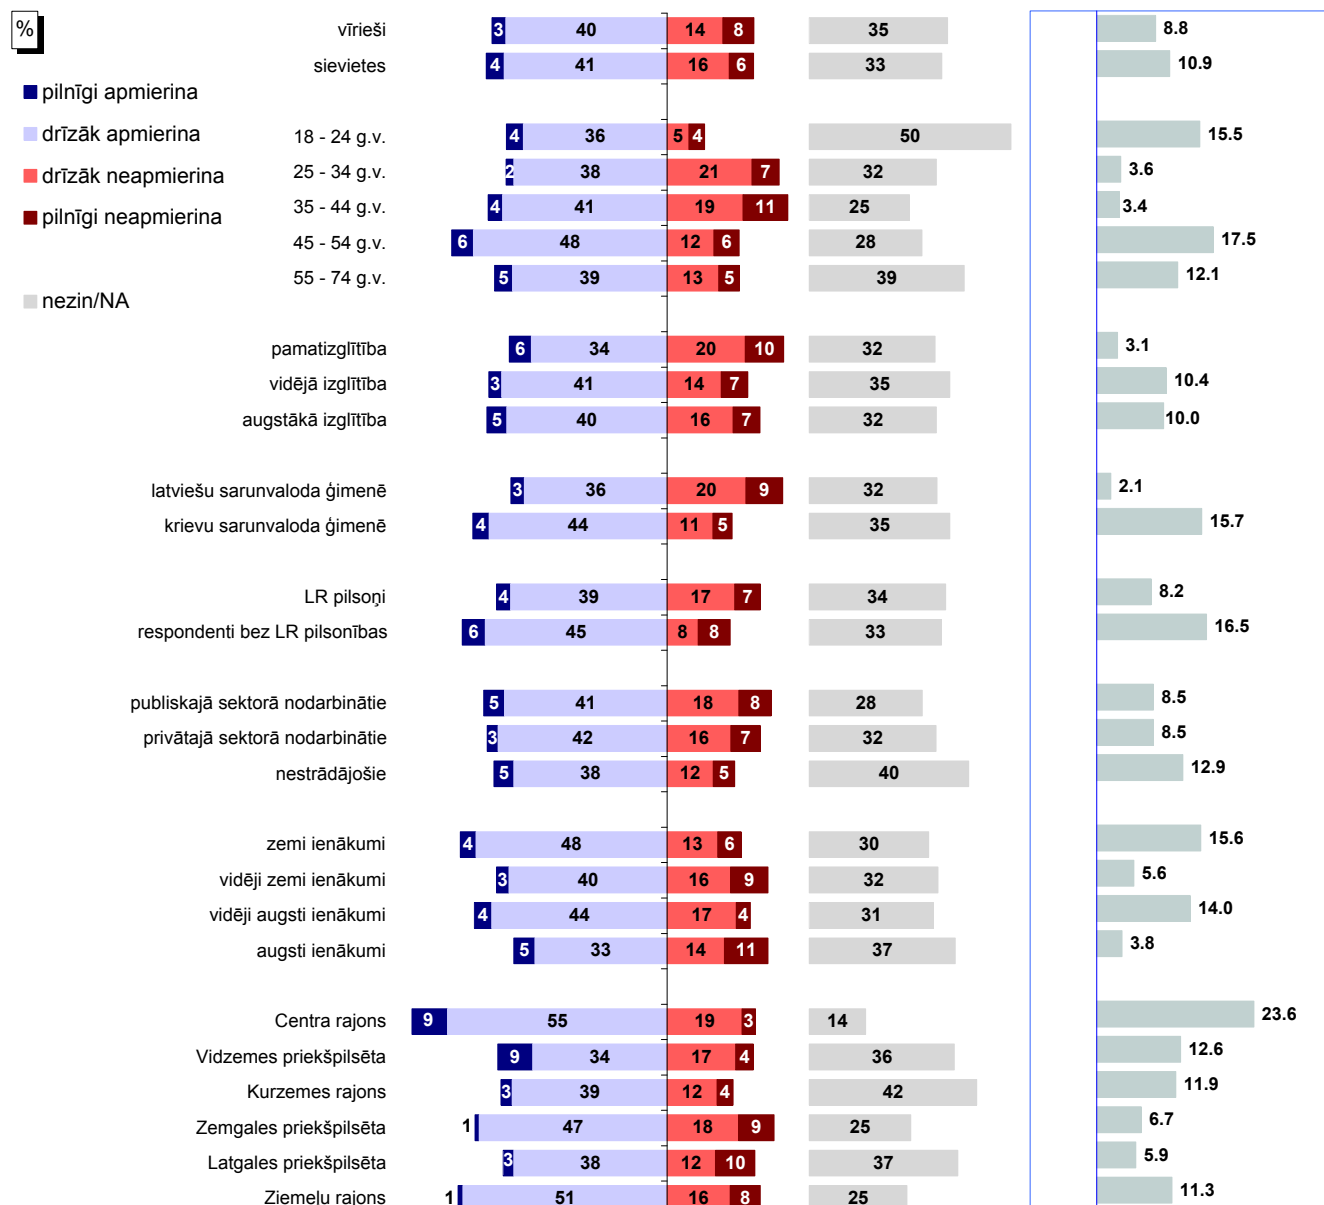 %
pilnīgi apmierina
drīzāk apmierina
drīzāk neapmierina
pilnīgi neapmierina
nezin/NA
vīrieši 3 40 14 8 35 8.8
sievietes 4 41 16 6 33 10.9
18 - 24 g.v. 4 36 5 4 50 15.5
25 - 34 g.v. 2 38 21 7 32 3.6
35 - 44 g.v. 4 41 19 11 25 3.4
45 - 54 g.v. 6 48 12 6 28 17.5
55 - 74 g.v. 5 39 13 5 39 12.1
pamatizglītība 6 34 20 10 32 3.1
vidējā izglītība 3 41 14 7 35 10.4
augstākā izglītība 5 40 16 7 32 10.0
latviešu sarunvaloda ģimenē 3 36 20 9 32 2.1
krievu sarunvaloda ģimenē 4 44 11 5 35 15.7
LR pilsoņi 4 39 17 7 34 8.2
respondenti bez LR pilsonības 6 45 8 8 33 16.5
publiskajā sektorā nodarbinātie 5 41 18 8 28 8.5
privātajā sektorā nodarbinātie 3 42 16 7 32 8.5
nestrādājošie 5 38 12 5 40 12.9
zemi ienākumi 4 48 13 6 30 15.6
vidēji zemi ienākumi 3 40 16 9 32 5.6
vidēji augsti ienākumi 4 44 17 4 31 14.0
augsti ienākumi 5 33 14 11 37 3.8
Centra rajons 9 55 19 3 14 23.6
Vidzemes priekšpilsēta 9 34 17 4 36 12.6
Kurzemes rajons 3 39 12 4 42 11.9
Zemgales priekšpilsēta 1 47 18 9 25 6.7
Latgales priekšpilsēta 3 38 12 10 37 5.9
Ziemeļu rajons 1 51 16 8 25 11.3